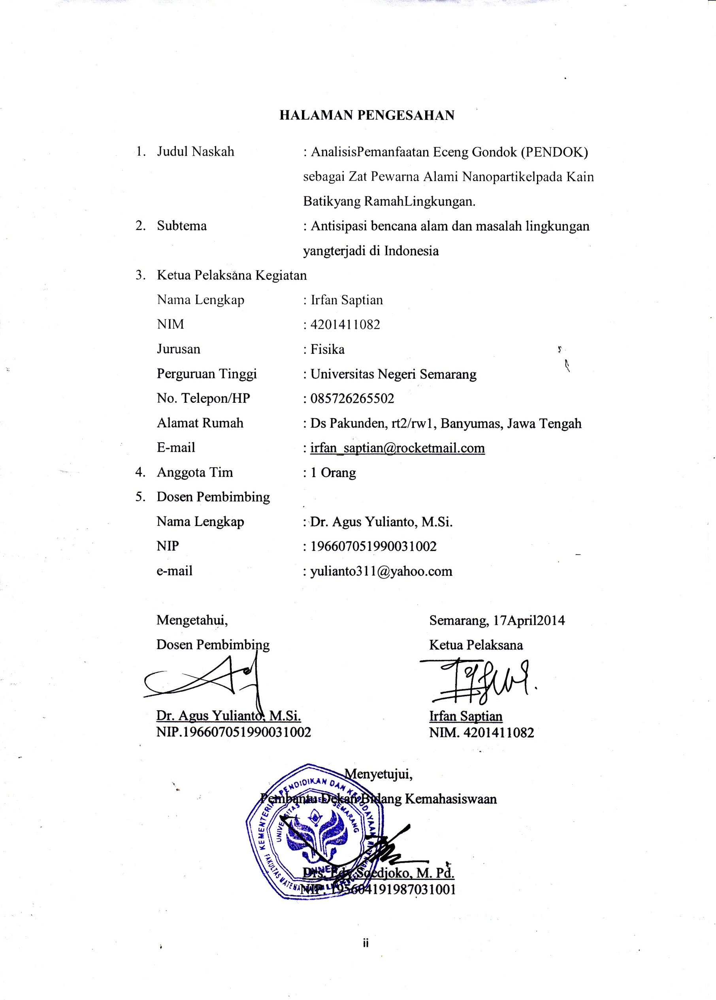 HALAMAN PENGESAHAN
1. Judul Naskah : AnalisisPemanfaatan Eceng Gondok (PENDOK)
sebagai Zat Pewarna Alami Nanopartikelpada Kain
Batikyang RamahLingkungan.
2. Subtema : Antisipasi bencana alam dan masalah lingkungan
yangterjadi di Indonesia
3. Ketua Pelaksana Kegiatan
Nama Lengkap : Irfan Saptian
NIM : 4201411082
Jurusan : Fisika
Perguruan Tinggi : Universitas Negeri Semarang
No. Telepon/HP : 085726265502
Alamat Rumah : Ds Pakunden, rt2/rw1, Banyumas, Jawa Tengah
E-mail : irfan_saptian@rocketmail.com
4. Anggota Tim : 1 Orang
5. Dosen Pembimbing
Nama Lengkap : Dr. Agus Yulianto, M.Si.
NIP : 196607051990031002
e-mail : yulianto311@yahoo.com
Mengetahui, Semarang, 17April2014
Dosen Pembimbing Ketua Pelaksana
Dr. Agus Yulianto, M.Si. Irfan Saptian
NIP.196607051990031002 NIM. 4201411082
Menyetujui,
Pembantu Dekan Bidang Kemahasiswaan
KEMENTERIAN PENDIDIKAN DAN KEBUDAYAAN
UNIVERSITAS NEGERI SEMARANG
UNNES
FAKULTAS MATEMATIKA DAN ILMU PENGETAHUAN
Drs. Edy Soedjoko, M. Pd.
NIP. 195604191987031001
ii